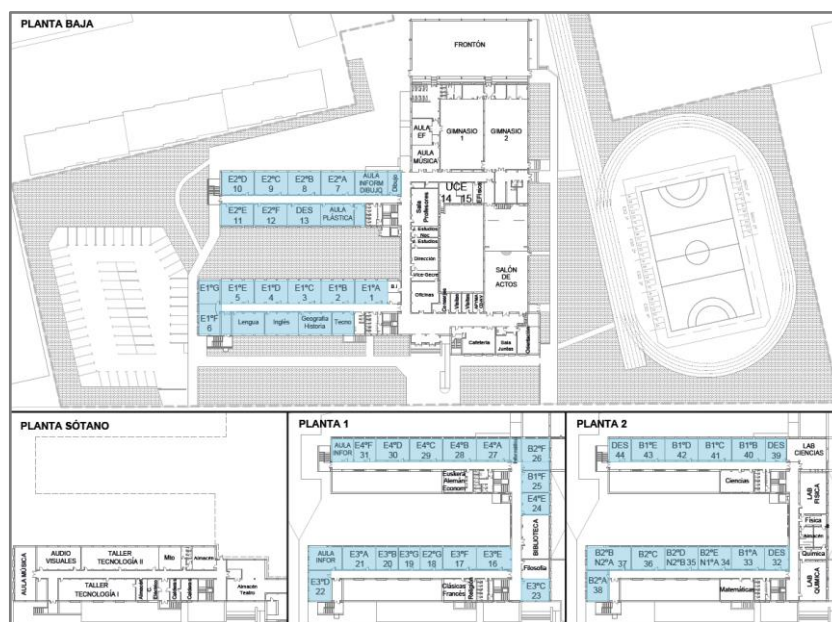 PLANTA BAJA
FRONTÓN
AULA EF
GIMNASIO 1
GIMNASIO 2
AULA MÚSICA
E2ºD 10
E2ºC 9
E2ºB 8
E2ºA 7
AULA INFORM DIBUJO
Dibujo
E2ºE 11
E2ºF 12
DES 13
AULA PLÁSTICA
Sala Profesores
UCE
14 15
Estudios
Estudios
Dirección
Oficinas
SALÓN DE ACTOS
E1ºG
E1ºE 5
E1ºD 4
E1ºC 3
E1ºB 2
E1ºA 1
E1ºF 6
Lengua
Inglés
Geografía Historia
Tecno
Visitas
Visitas
Cafetería
Sala Juntas
PLANTA SÓTANO
AULA MÚSICA
AUDIO VISUALES
TALLER TECNOLOGÍA II
Mto
Almacén
TALLER TECNOLOGÍA I
Almacén Teatro
PLANTA 1
AULA INFOR
E4ºF 31
E4ºD 30
E4ºC 29
E4ºB 28
E4ºA 27
B2ºF 26
Euskera Alemán Econom
B1ºF 25
E4ºE 24
BIBLIOTECA
AULA INFOR
E3ºA 21
E3ºB 20
E3ºG 19
E2ºG 18
E3ºF 17
E3ºE 16
Filosofía
E3ºD 22
Clásicas Francés
Religión
E3ºC 23
PLANTA 2
DES 44
B1ºE 43
B1ºD 42
B1ºC 41
B1ºB 40
DES 39
LAB CIENCIAS
Ciencias
LAB FISICA
Física
Química
B2ºB N2ºA 37
B2ºC 36
B2ºD N2ºB 35
B2ºE N1ºA 34
B1ºA 33
DES 32
B2ºA 38
Matemáticas
LAB QUIMICA